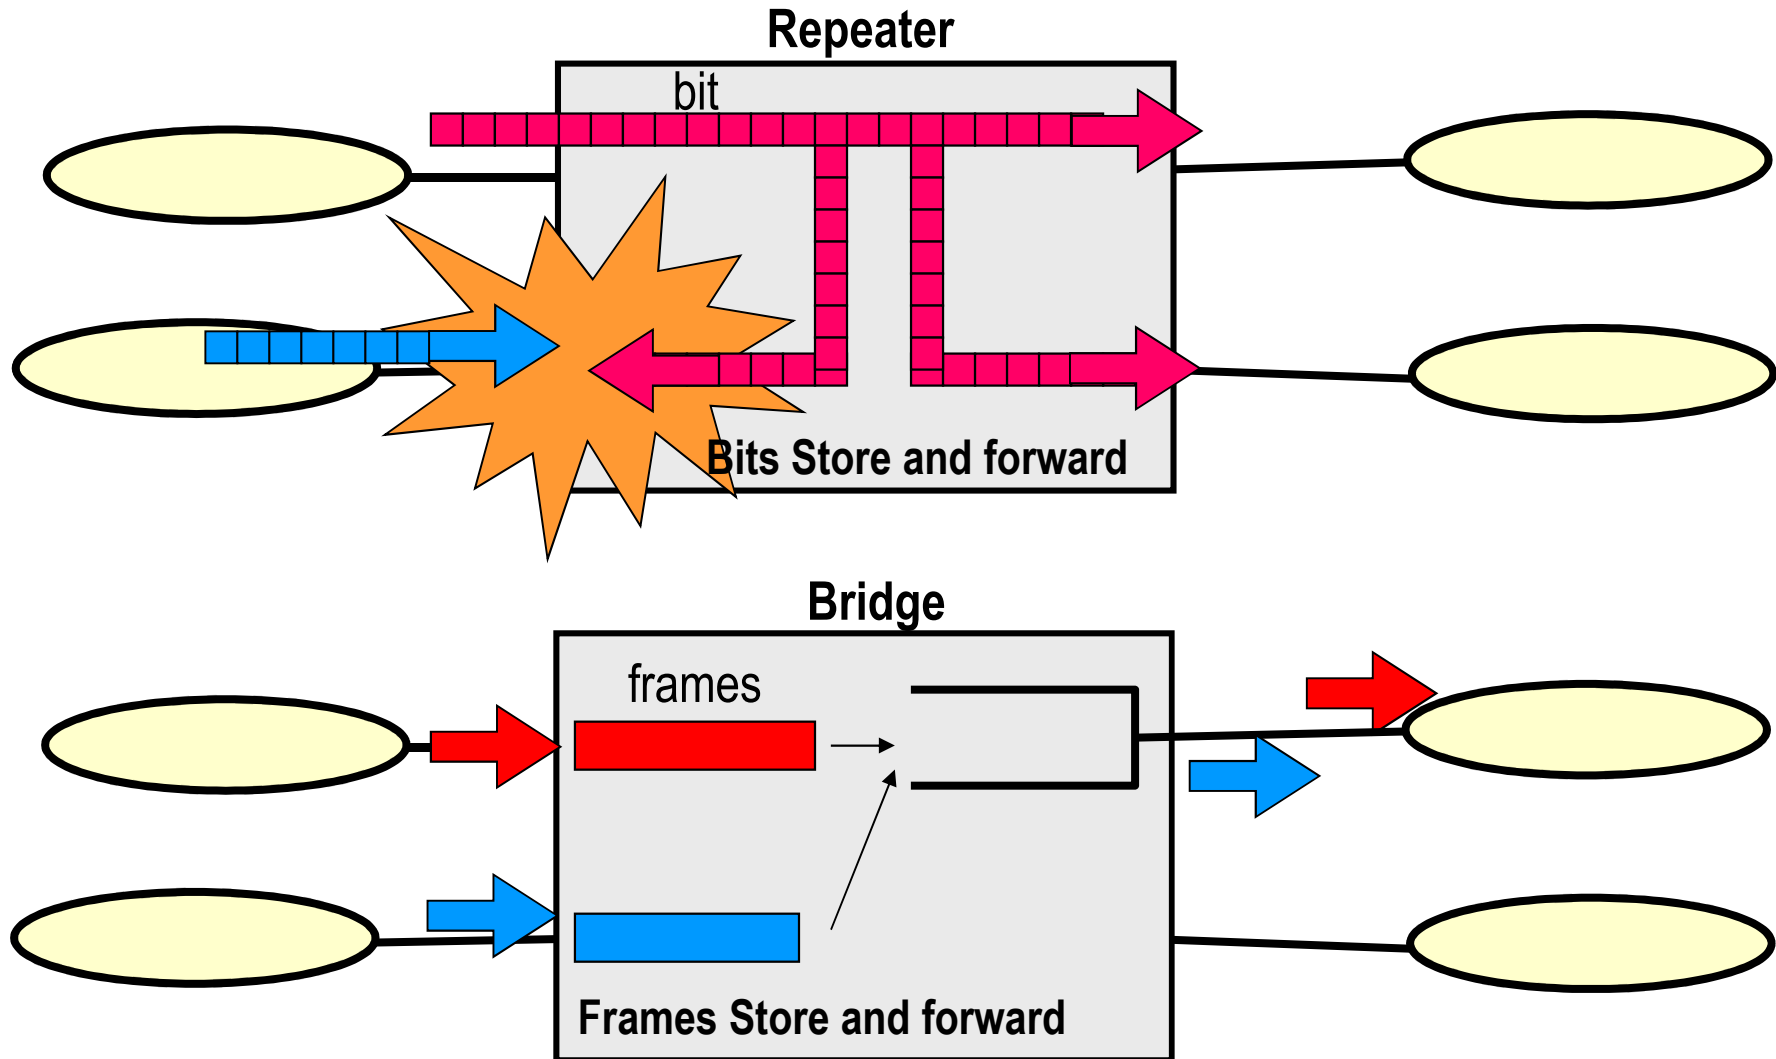 Repeater
bit
Bits Store and forward
Bridge
frames
Frames Store and forward